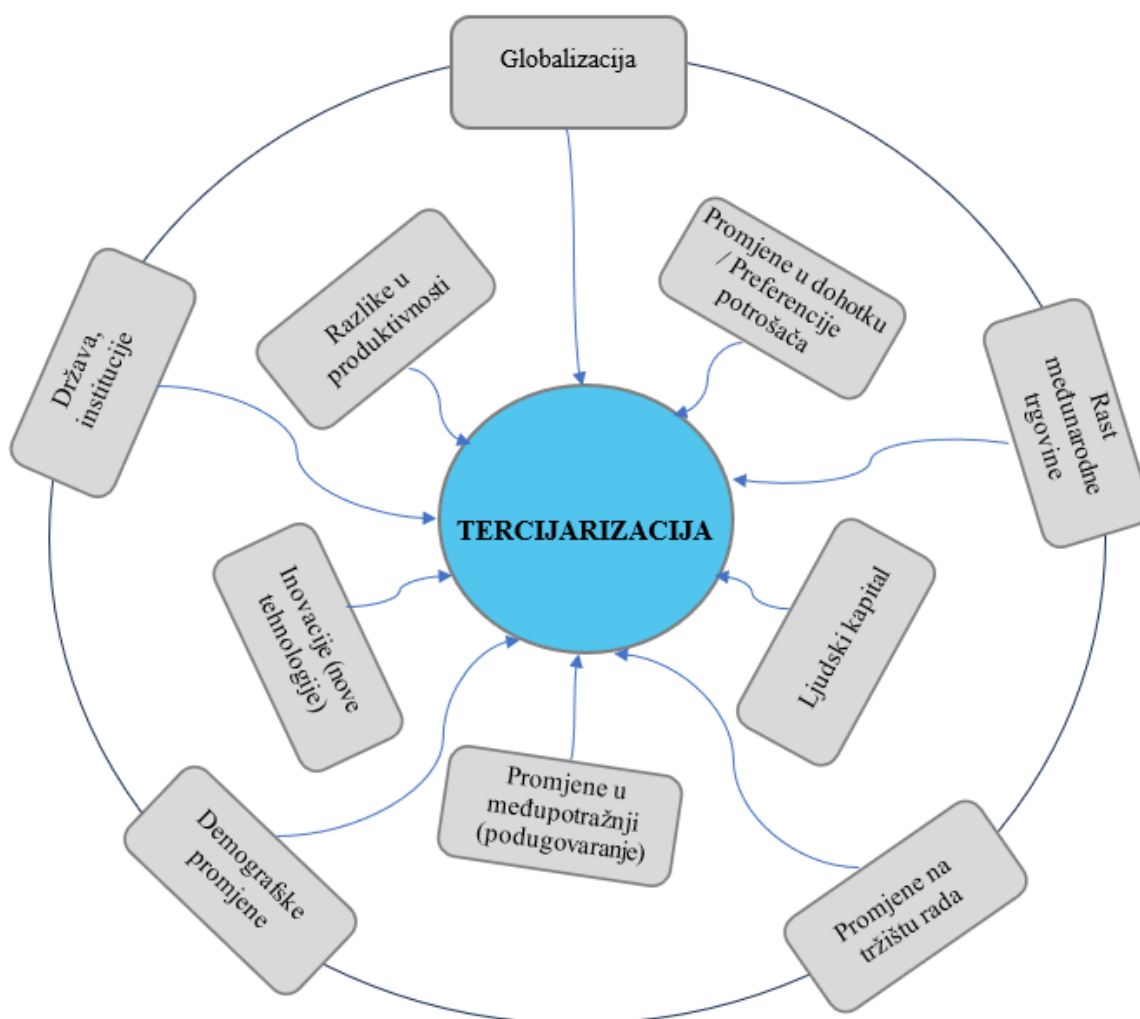 Globalizacija
Promjene u dohotku
/ Preferencije
potrošača
Razlike u
produktivnosti
Država,
institucije
Rast
međunarodne
trgovine
TERCIJARIZACIJA
Inovacije (nove
tehnologije)
Ljudski kapital
Promjene u
međupotražnji
(podugovaranje)
Demografske
promjene
Promjene na
tržištu rada